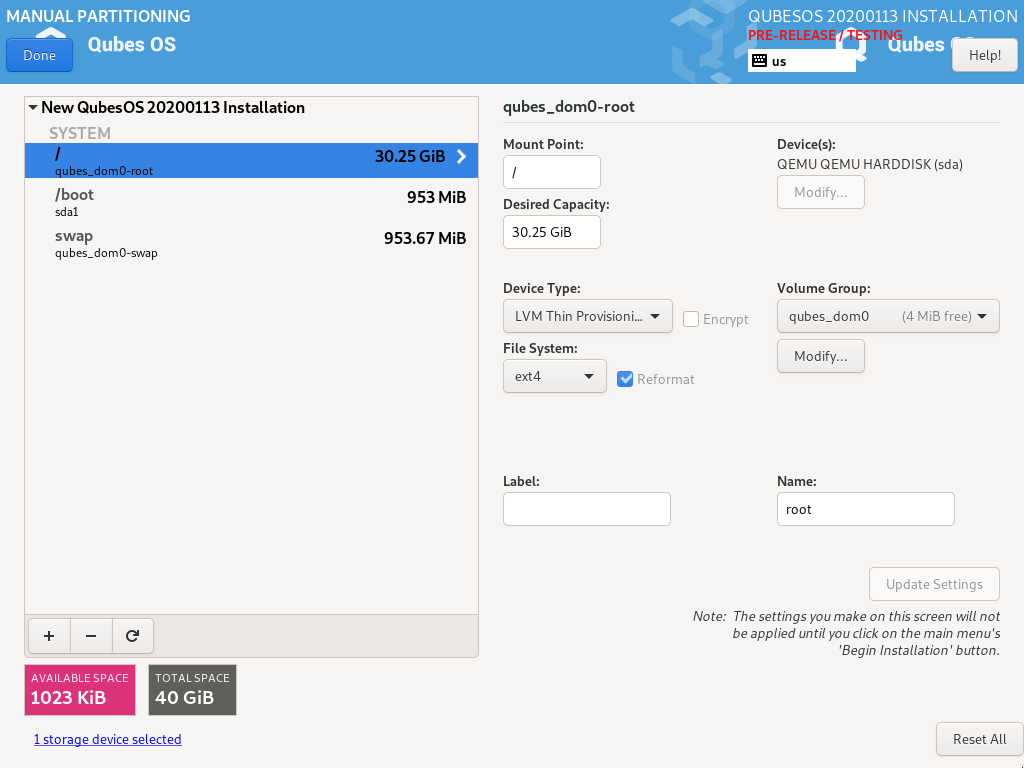 MANUAL PARTITIONING
QUBESOS 20200113 INSTALLATION
PRE-RELEASE / TESTING
Done
Qubes OS
us
Qubes
Help!
New QubesOS 20200113 Installation
SYSTEM
/ 30.25 GiB
qubes_dom0-root
/boot 953 MiB
sda1
swap 953.67 MiB
qubes_dom0-swap
qubes_dom0-root
Mount Point:
/
Device(s):
QEMU QEMU HARDDISK (sda)
Modify...
Desired Capacity:
30.25 GiB
Device Type:
LVM Thin Provisioni...
Encrypt
Volume Group:
qubes_dom0 (4 MiB free)
Modify...
File System:
ext4
Reformat
Label:
Name:
root
Update Settings
Note: The settings you make on this screen will not
be applied until you click on the main menu's
'Begin Installation' button.
AVAILABLE SPACE
1023 KiB
TOTAL SPACE
40 GiB
1 storage device selected
Reset All